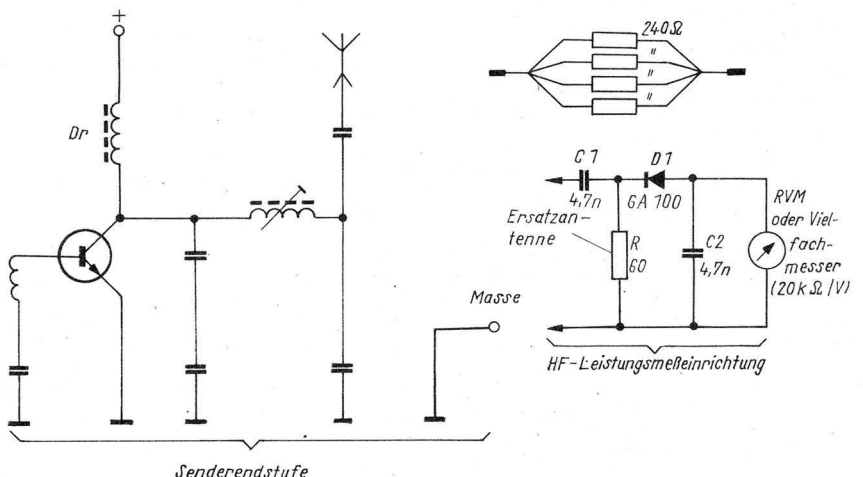 +
Dr
Senderendstufe
Masse
240Ω
"
"
"
C1
4,7n
D1
GA 100
Ersatzan-
tenne
R
60
C2
4,7n
RVM
oder Viel-
fach-
messer
(20kΩ/V)
HF-Leistungsmeßeinrichtung